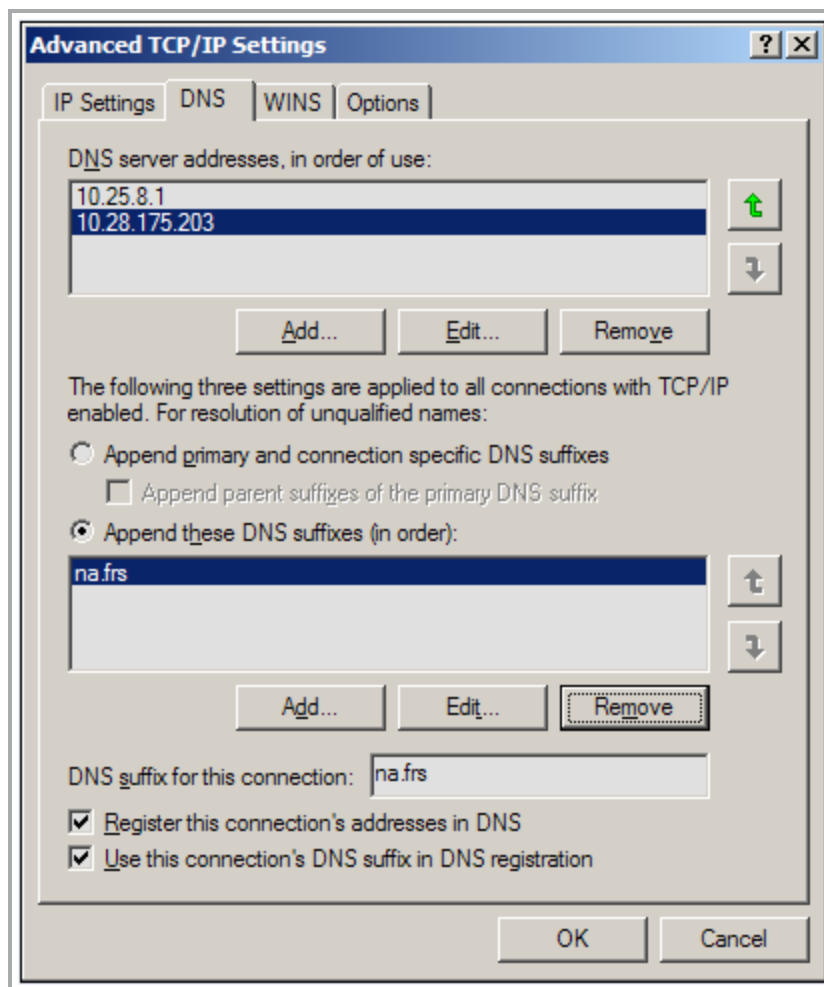 Advanced TCP/IP Settings
IP Settings DNS WINS Options
DNS server addresses, in order of use:
10.25.8.1
10.28.175.203
Add... Edit... Remove
The following three settings are applied to all connections with TCP/IP
enabled. For resolution of unqualified names:
Append primary and connection specific DNS suffixes
Append parent suffixes of the primary DNS suffix
Append these DNS suffixes (in order):
na.frs
Add... Edit... Remove
DNS suffix for this connection: na.frs
Register this connection's addresses in DNS
Use this connection's DNS suffix in DNS registration
OK Cancel